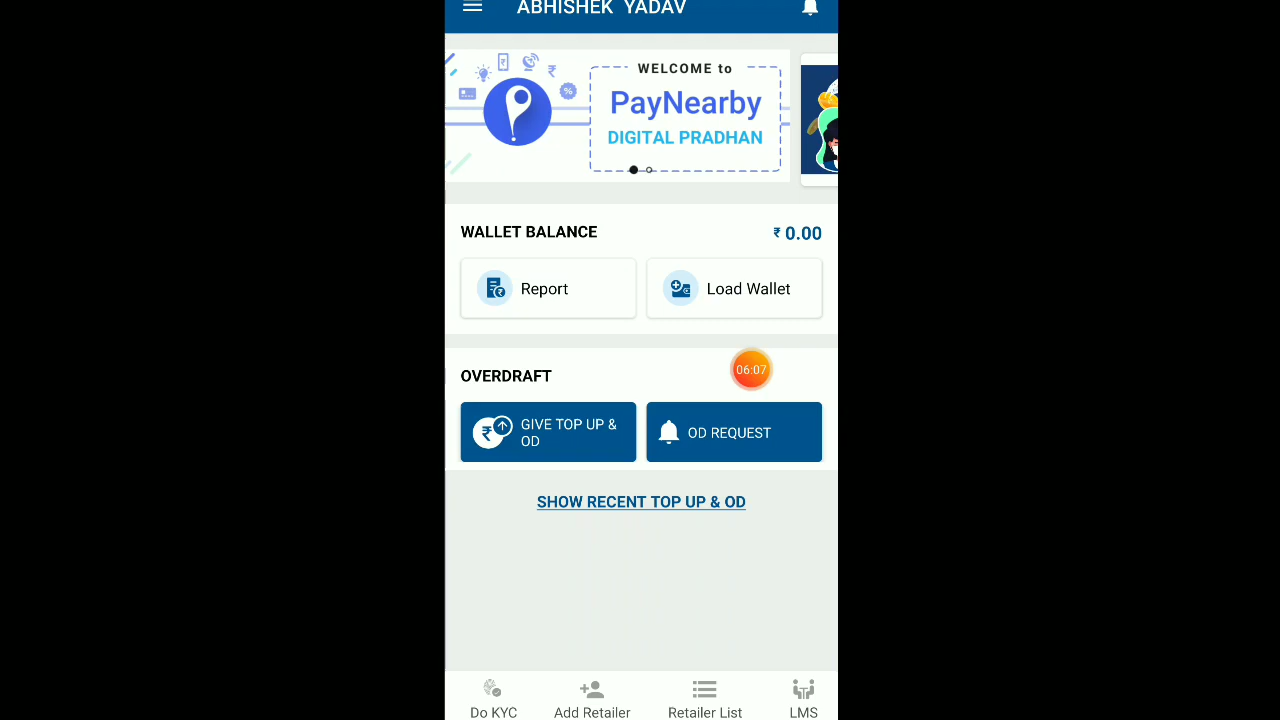 ABHISHEK YADAV
WELCOME to
PayNearby
DIGITAL PRADHAN
WALLET BALANCE
₹ 0.00
Report
Load Wallet
OVERDRAFT
06:07
GIVE TOP UP &
OD
OD REQUEST
SHOW RECENT TOP UP & OD
Do KYC
Add Retailer
Retailer List
LMS